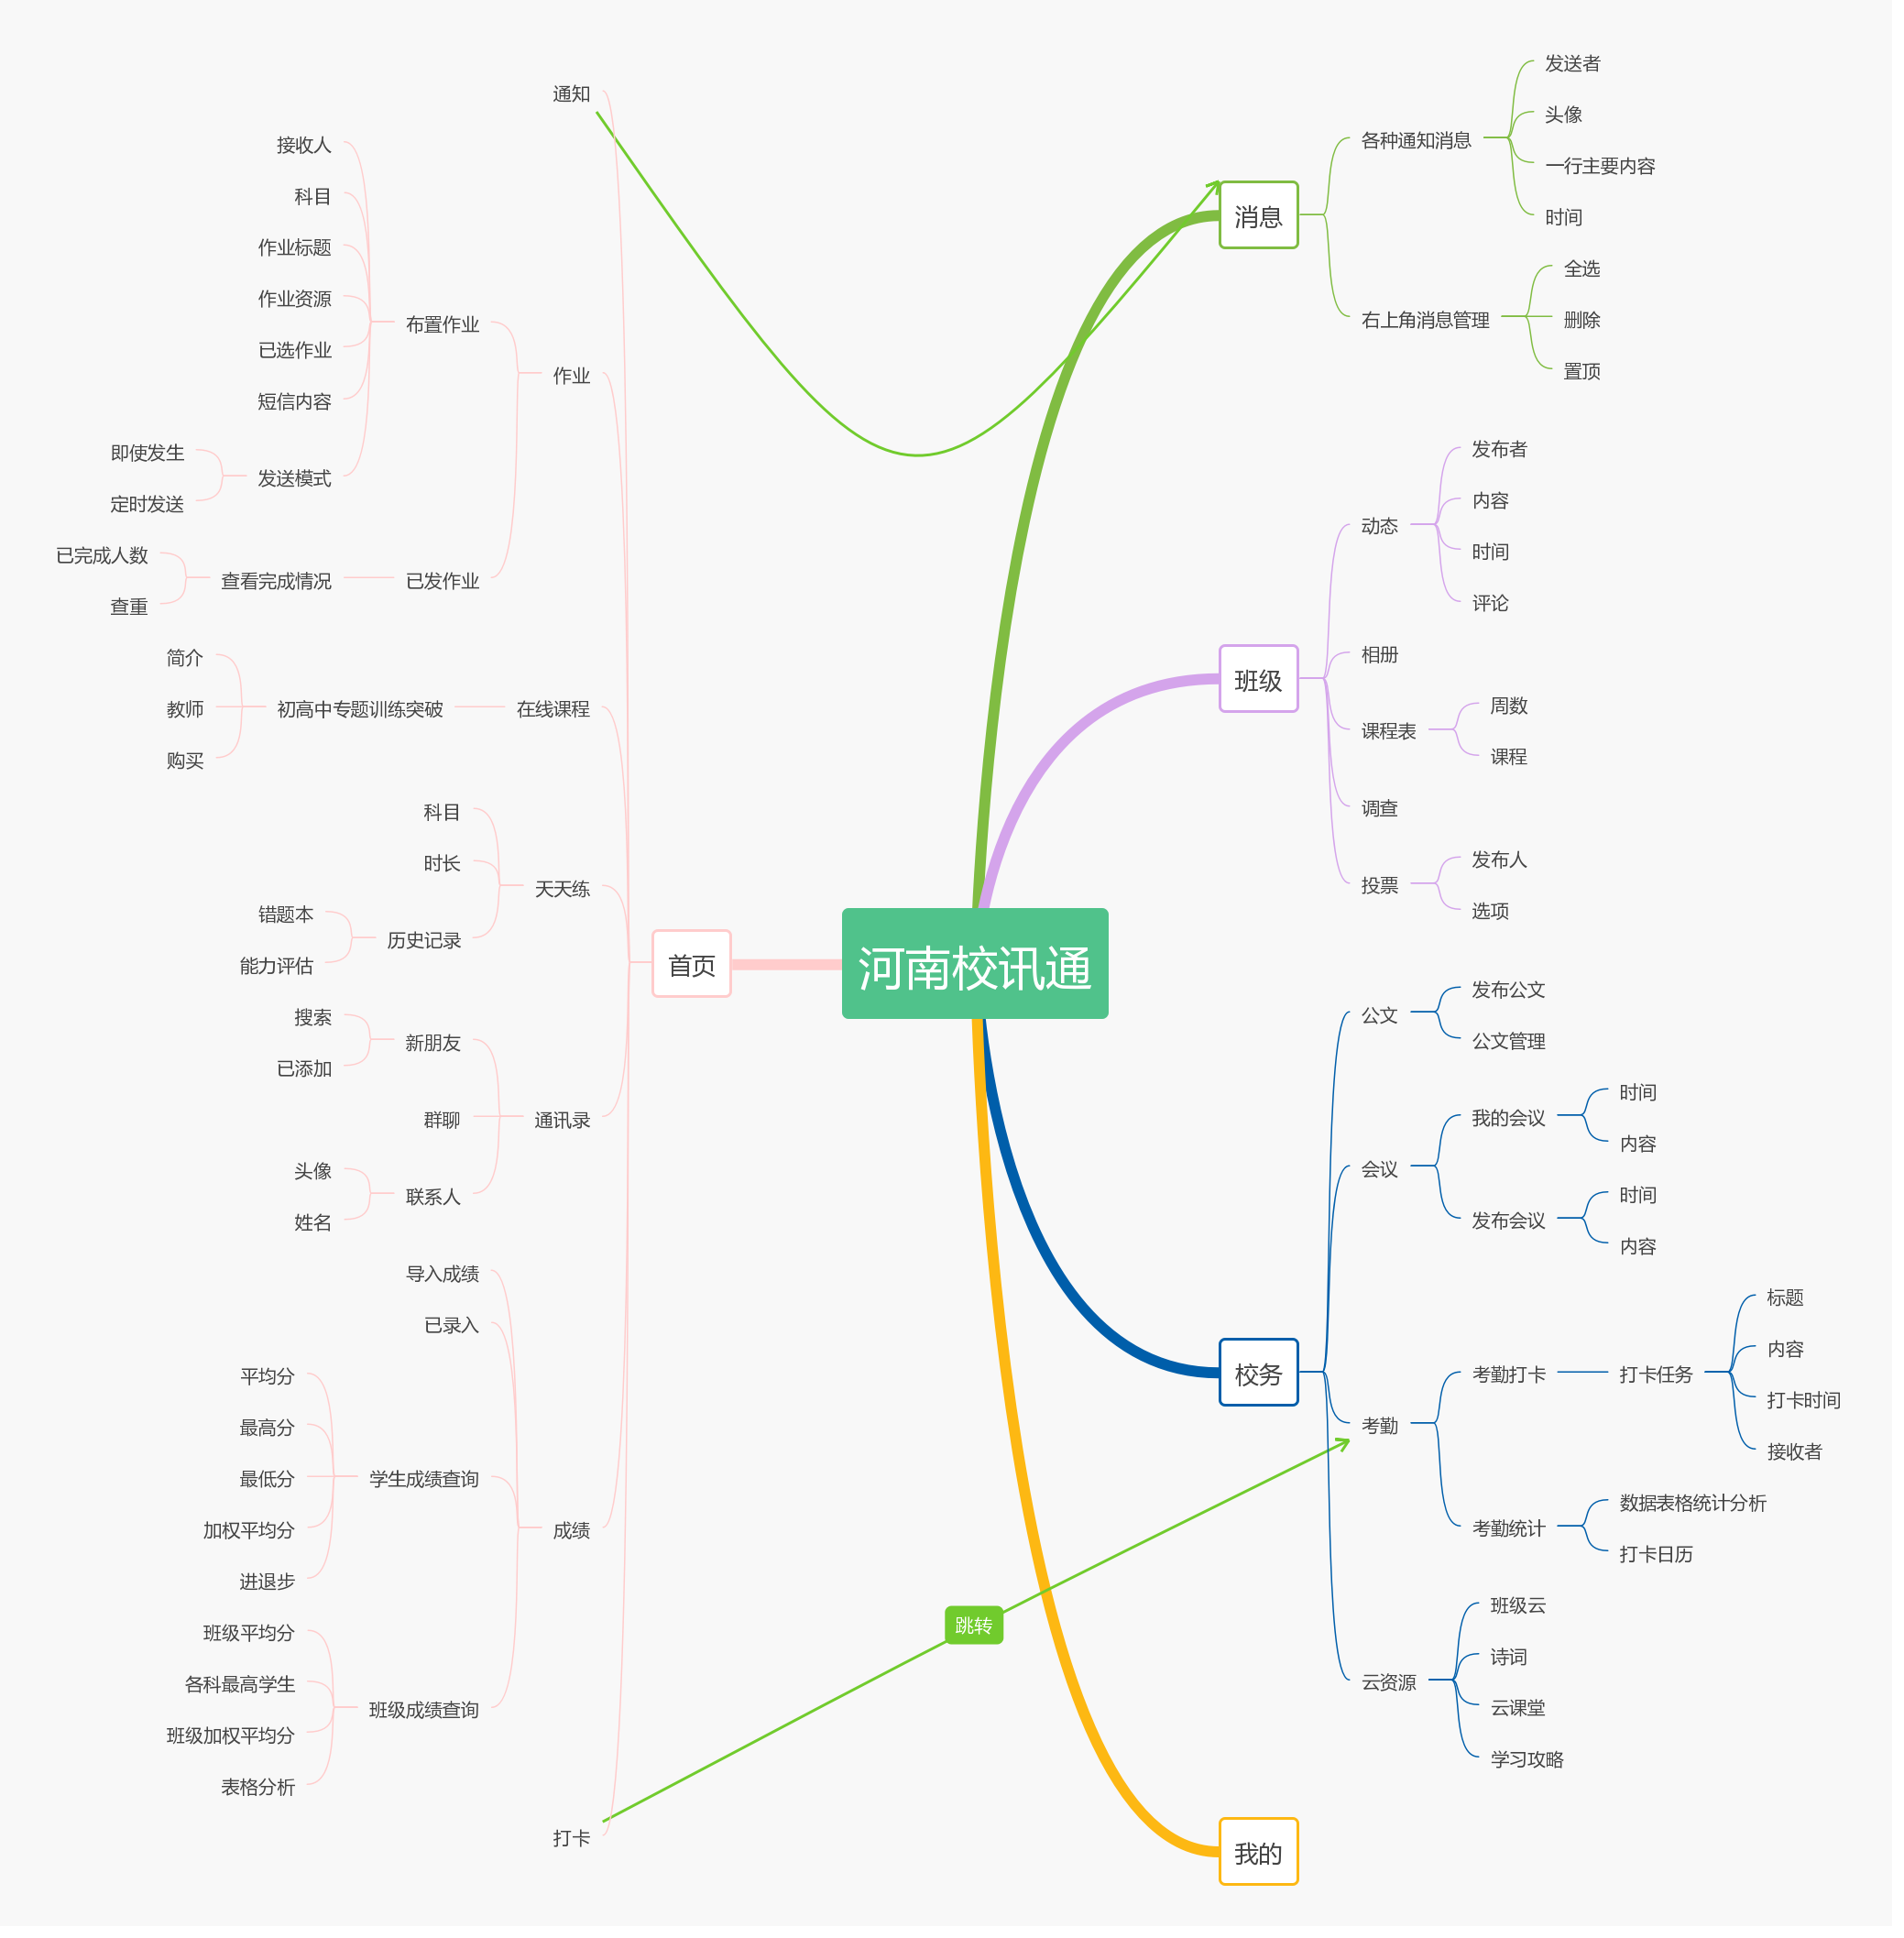 河南校讯通
消息
各种通知消息
发送者
头像
一行主要内容
时间
右上角消息管理
全选
删除
置顶
班级
动态
发布者
内容
时间
评论
相册
课程表
周数
课程
调查
投票
发布人
选项
校务
公文
发布公文
公文管理
会议
我的会议
时间
内容
发布会议
时间
内容
考勤
考勤打卡
打卡任务
标题
内容
打卡时间
接收者
考勤统计
数据表格统计分析
打卡日历
云资源
班级云
诗词
云课堂
学习攻略
我的
首页
通知
作业
布置作业
接收人
科目
作业标题
作业资源
已选作业
短信内容
发送模式
即使发生
定时发送
已发作业
查看完成情况
已完成人数
查重
在线课程
初高中专题训练突破
简介
教师
购买
天天练
科目
时长
历史记录
错题本
能力评估
通讯录
新朋友
搜索
已添加
群聊
联系人
头像
姓名
成绩
导入成绩
已录入
学生成绩查询
平均分
最高分
最低分
加权平均分
进退步
班级成绩查询
班级平均分
各科最高学生
班级加权平均分
表格分析
打卡
跳转